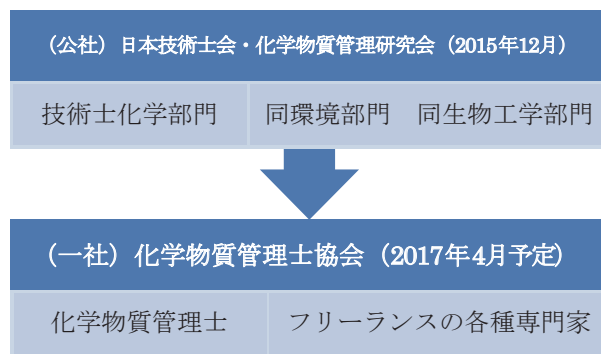 （公社）日本技術士会・化学物質管理研究会（2015年12月）
技術士化学部門
同環境部門　同生物工学部門
（一社）化学物質管理士協会（2017年4月予定）
化学物質管理士
フリーランスの各種専門家